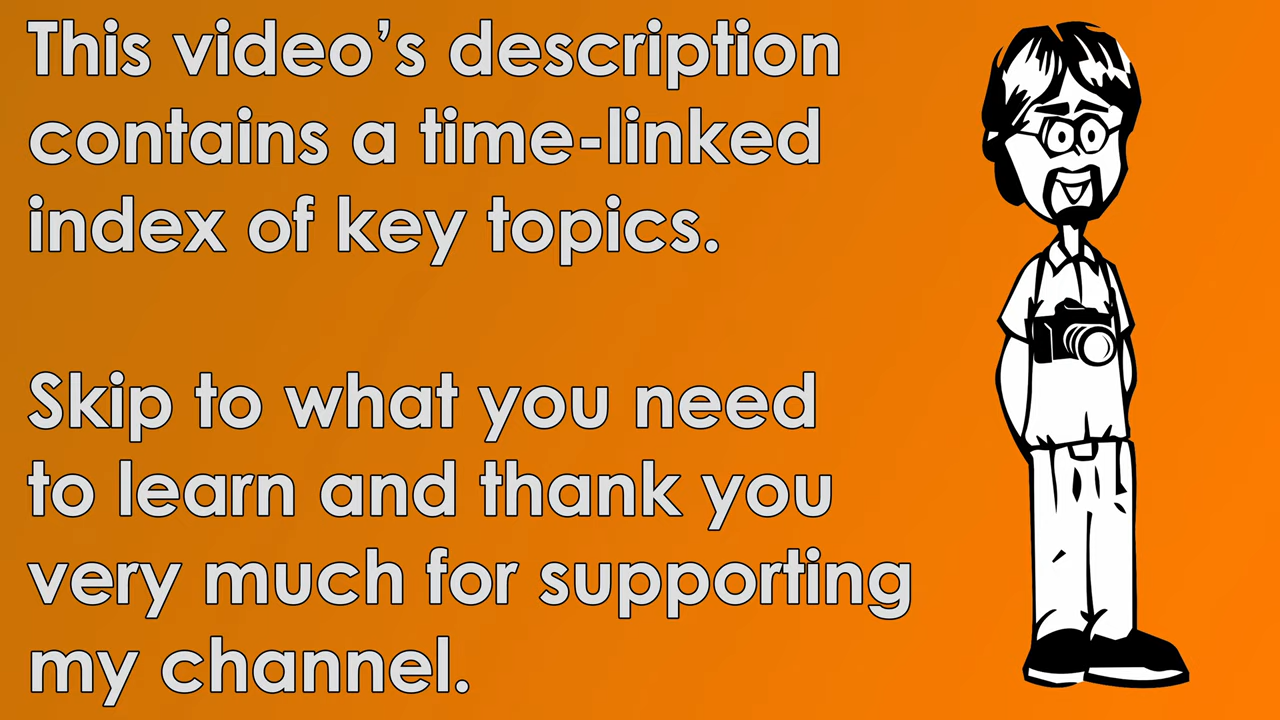 This video’s description
contains a time-linked
index of key topics.
Skip to what you need
to learn and thank you
very much for supporting
my channel.